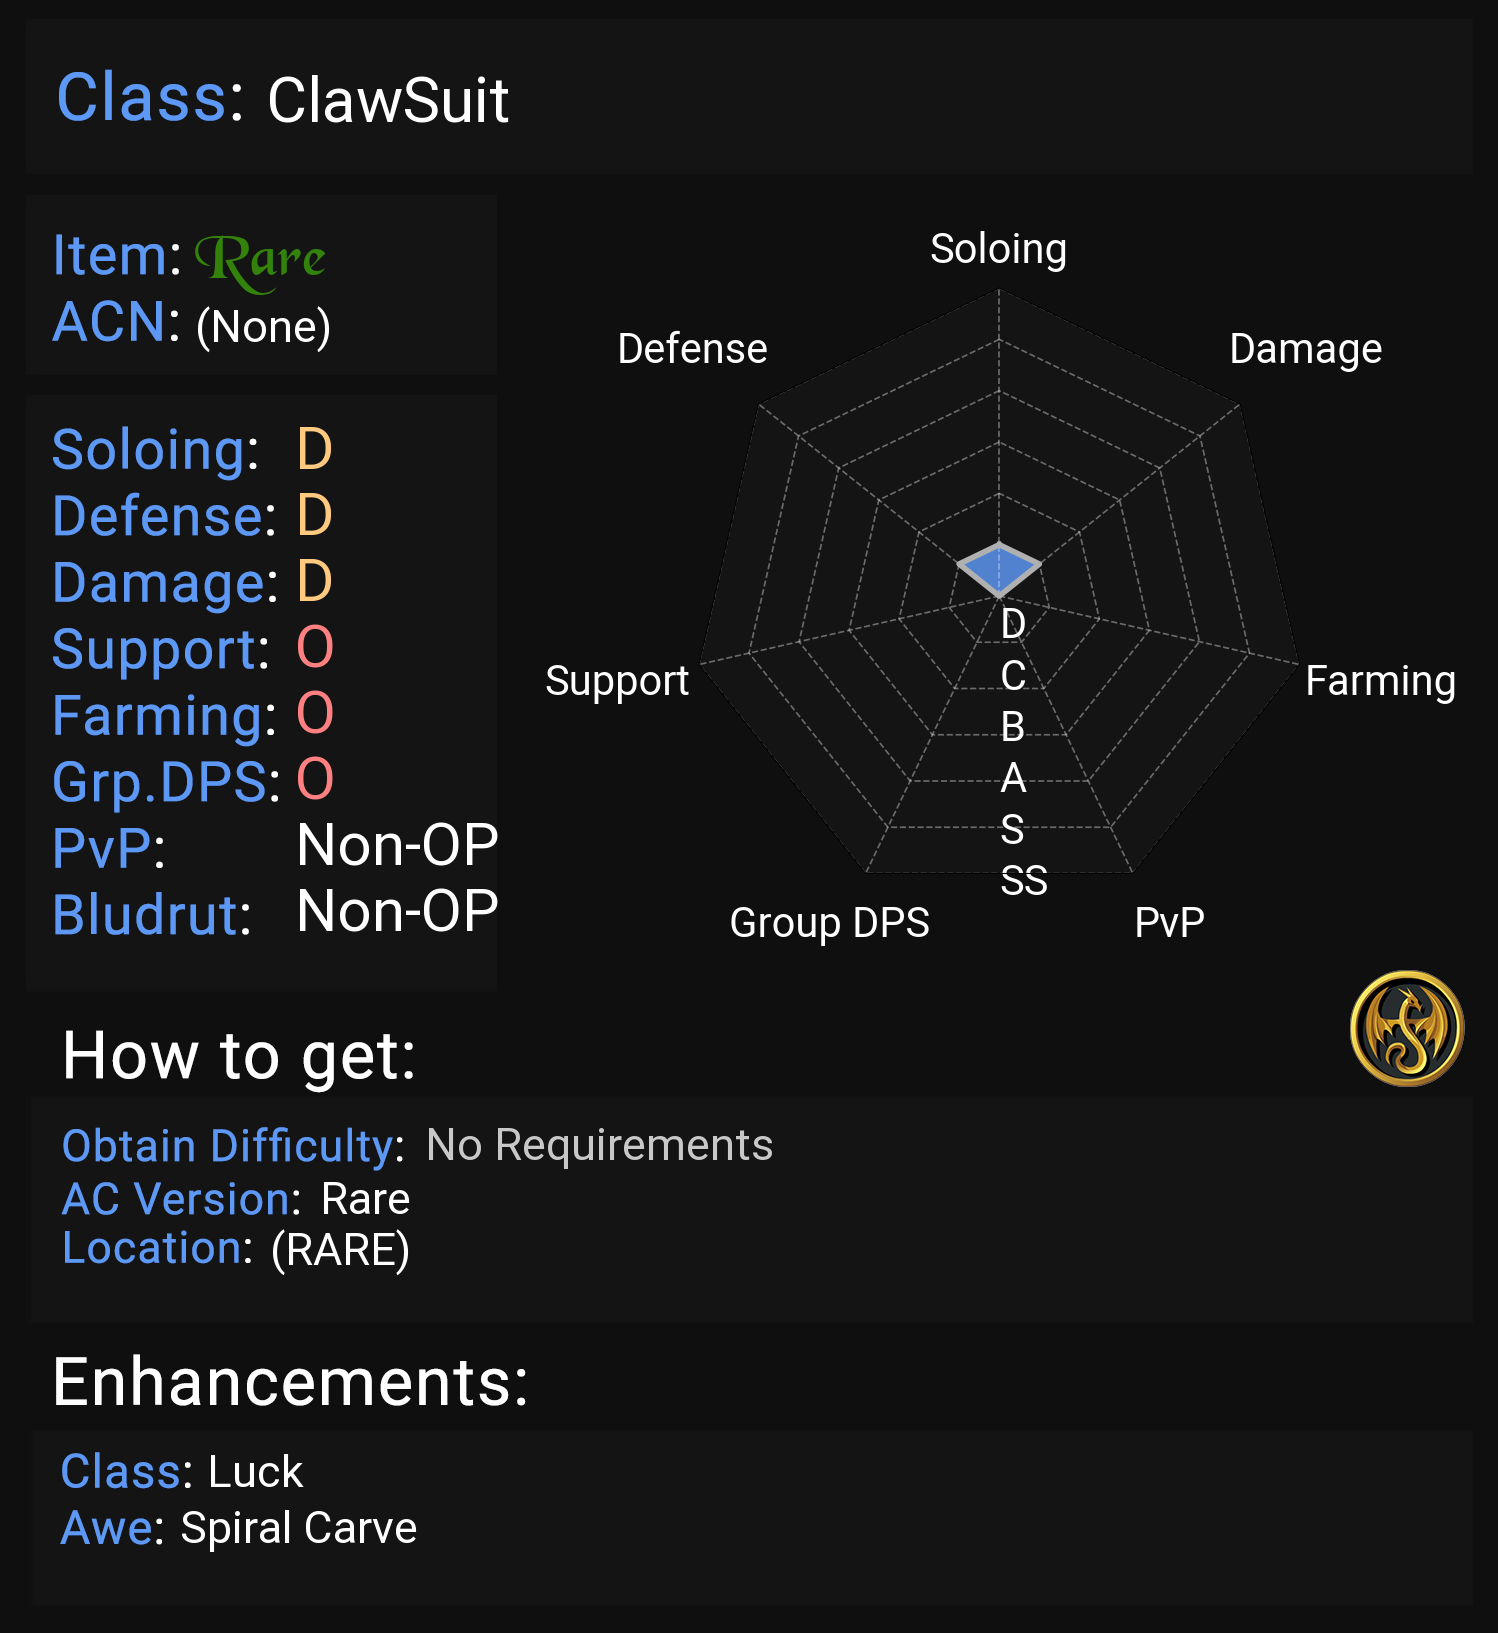 Class: ClawSuit
Item: Rare
ACN: (None)
Soloing: D
Defense: D
Damage: D
Support: O
Farming: O
Grp.DPS: O
PvP: Non-OP
Bludrut: Non-OP
Soloing
Defense
Damage
Support
Farming
D
C
B
A
S
SS
Group DPS
PvP
How to get:
Obtain Difficulty: No Requirements
AC Version: Rare
Location: (RARE)
Enhancements:
Class: Luck
Awe: Spiral Carve